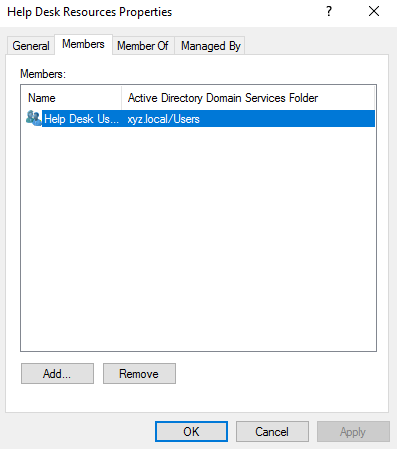 Help Desk Resources Properties ? ×
General Members Member Of Managed By
Members:
Name Active Directory Domain Services Folder
Help Desk Us... xyz.local/Users
Add... Remove
OK Cancel Apply